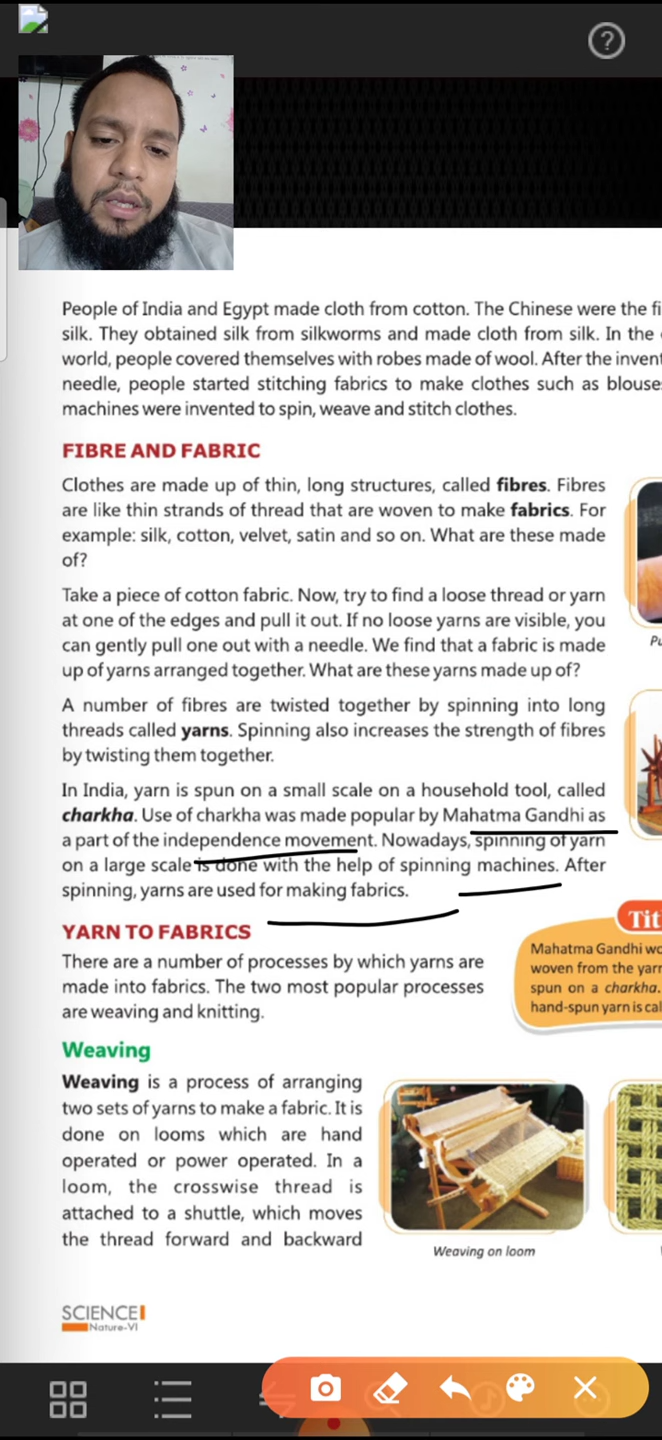 People of India and Egypt made cloth from cotton. The Chinese were the
silk. They obtained silk from silkworms and made cloth from silk. In the
world, people covered themselves with robes made of wool. After the
needle, people started stitching fabrics to make clothes such as
machines were invented to spin, weave and stitch clothes.
FIBRE AND FABRIC
Clothes are made up of thin, long structures, called fibres. Fibres
are like thin strands of thread that are woven to make fabrics. For
example: silk, cotton, velvet, satin and so on. What are these made
of?
Take a piece of cotton fabric. Now, try to find a loose thread or yarn
at one of the edges and pull it out. If no loose yarns are visible, you
can gently pull one out with a needle. We find that a fabric is made
up of yarns arranged together. What are these yarns made up of?
A number of fibres are twisted together by spinning into long
threads called yarns. Spinning also increases the strength of fibres
by twisting them together.
In India, yarn is spun on a small scale on a household tool, called
charkha. Use of charkha was made popular by Mahatma Gandhi as
a part of the independence movement. Nowadays, spinning of yarn
on a large scale is done with the help of spinning machines. After
spinning, yarns are used for making fabrics.
YARN TO FABRICS
There are a number of processes by which yarns are
made into fabrics. The two most popular processes
are weaving and knitting.
Tit
Mahatma Gandhi
woven from the
spun on a charkha.
hand-spun yarn is
Weaving
Weaving is a process of arranging
two sets of yarns to make a fabric. It is
done on looms which are hand
operated or power operated. In a
loom, the crosswise thread is
attached to a shuttle, which moves
the thread forward and backward
Weaving on loom
SCIENCE
Nature-VI